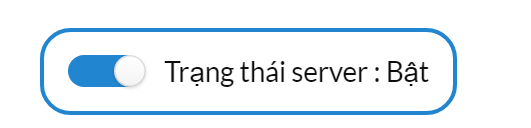 Trạng thái server : Bật